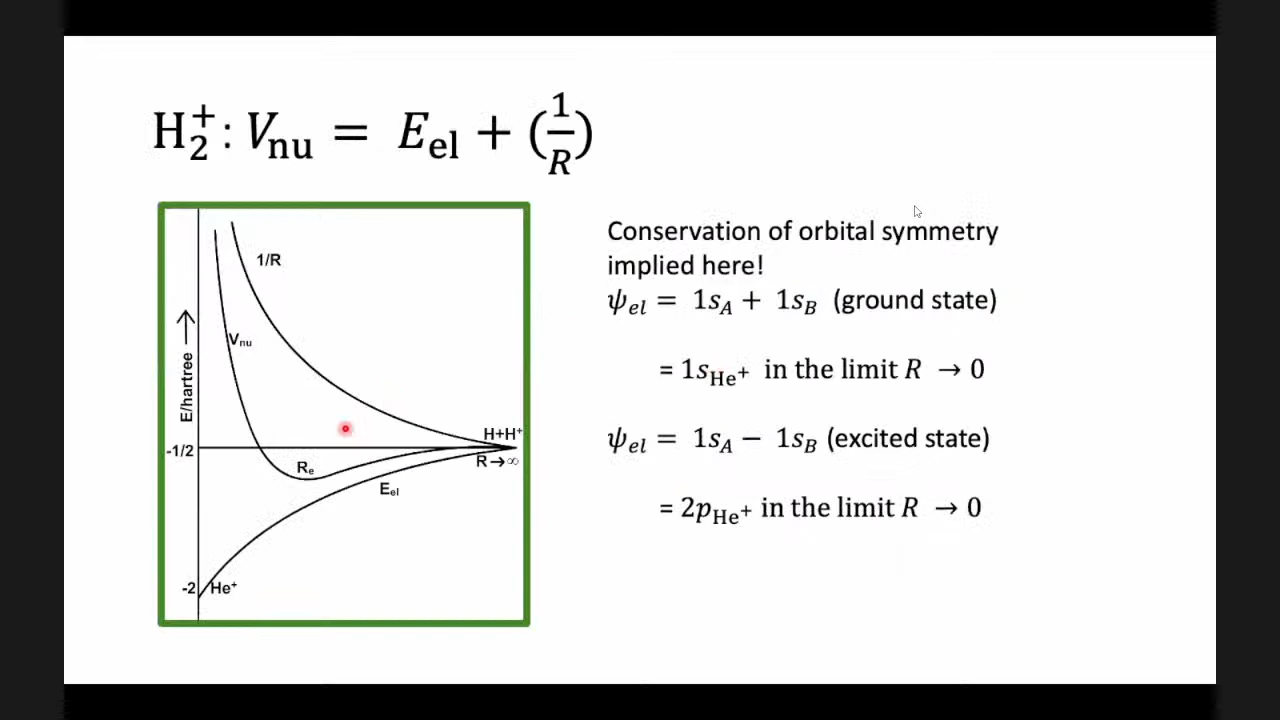 H₂⁺: V_nu = E_el + (1/R)
1/R
V_nu
E/hartree →
H+H⁺
-1/2
R_e
R→∞
E_el
-2
He⁺
Conservation of orbital symmetry
implied here!
ψ_el = 1s_A + 1s_B (ground state)
= 1s_He⁺ in the limit R → 0
ψ_el = 1s_A − 1s_B (excited state)
= 2p_He⁺ in the limit R → 0